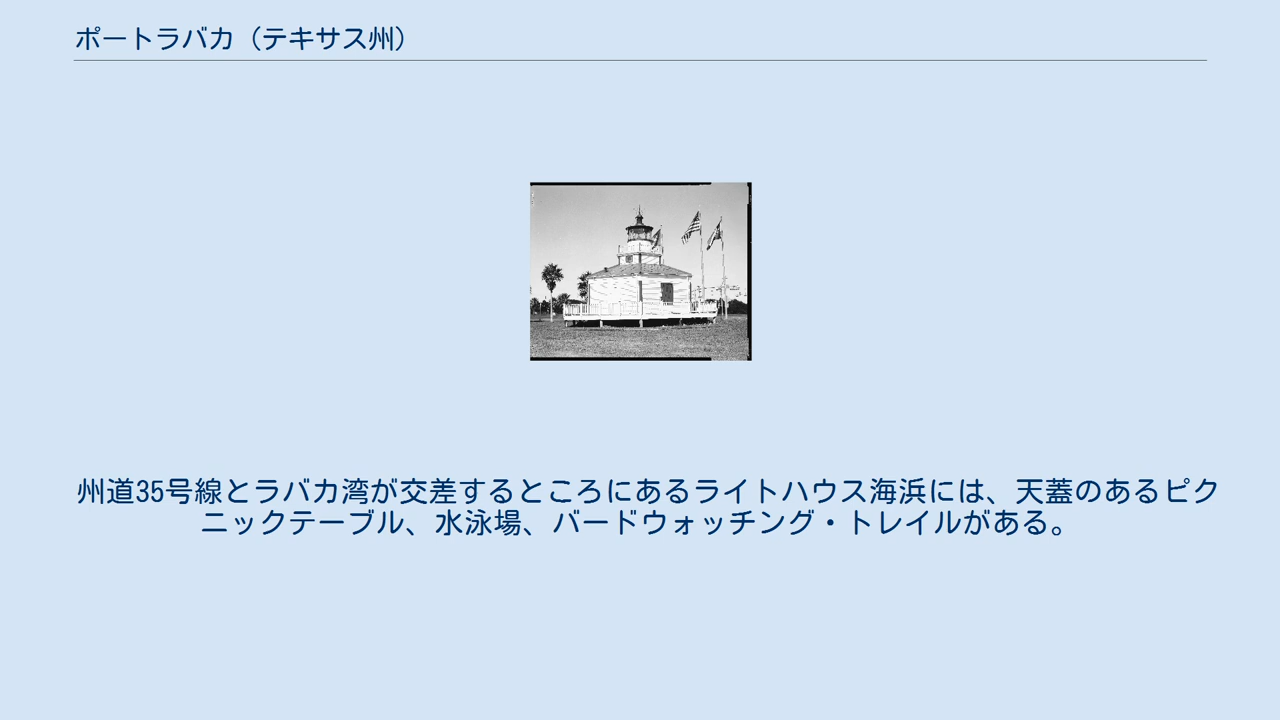 ポートラバカ（テキサス州）
州道35号線とラバカ湾が交差するところにあるライトハウス海浜には、天蓋のあるピク
ニックテーブル、水泳場、バードウォッチング・トレイルがある。